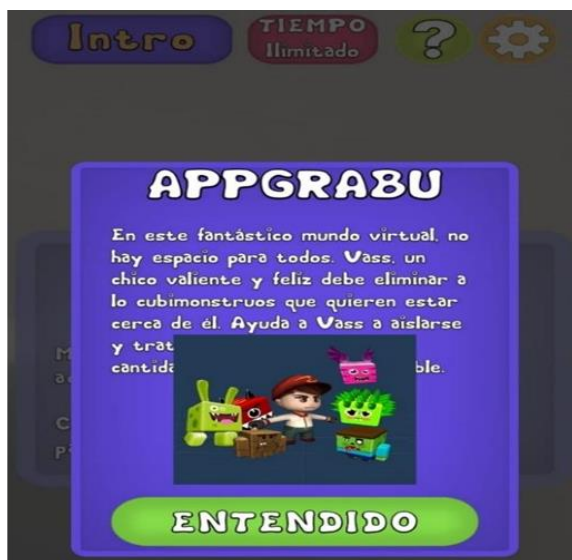 Intro
TIEMPO
Ilimitado
?
APPGRABU
En este fantástico mundo virtual, no
hay espacio para todos. Vass, un
chico valiente y feliz debe eliminar a
lo cubimonstruos que quieren estar
cerca de él. Ayuda a Vass a aislarse
y trat
cantida ble.
ENTENDIDO